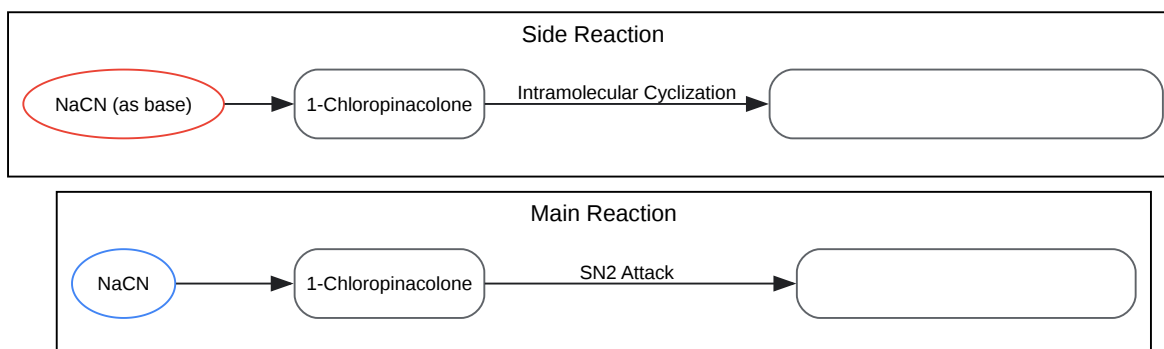 Side Reaction
NaCN (as base)
1-Chloropinacolone
Intramolecular Cyclization
Main Reaction
NaCN
1-Chloropinacolone
SN2 Attack